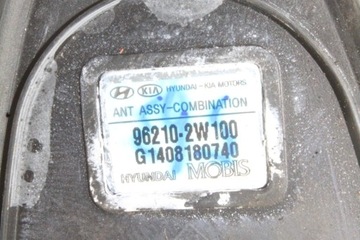 KIA HYUNDAI - KIA MOTORS
ANT ASSY-COMBINATION
96210-2W100
G1408180740
HYUNDAI MOBIS